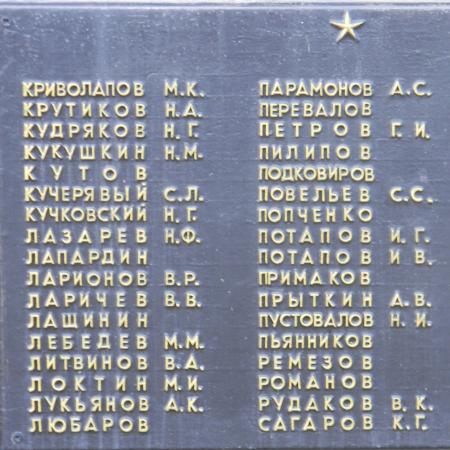 КРИВОЛАПОВ М.К.
КРУТИКОВ Н.А.
КУДРЯКОВ Н.Г.
КУКУШКИН Н.М.
КУТОВ
КУЧЕРЯВЫЙ С.Л.
КУЧКОВСКИЙ Н.Г.
ЛАЗАРЕВ Н.Ф.
ЛАПАРДИН
ЛАРИОНОВ В.Р.
ЛАРИЧЕВ В.В.
ЛАЩИНИН
ЛЕБЕДЕВ М.М.
ЛИТВИНОВ В.А.
ЛОКТИН М.И.
ЛУКЬЯНОВ А.К.
ЛЮБАРОВ
ПАРАМОНОВ А.С.
ПЕРЕВАЛОВ
ПЕТРОВ Г.И.
ПИЛИПОВ
ПОДКОВИРОВ
ПОВЕЛЬЕВ С.С.
ПОПЧЕНКО
ПОТАПОВ И.Г.
ПОТАПОВ И В.
ПРИМАКОВ
ПРЫТКИН А.В.
ПУСТОВАЛОВ Н.И.
ПЬЯННИКОВ
РЕМЕЗОВ
РОМАНОВ
РУДАКОВ В.К.
САГАРОВ К.Г.